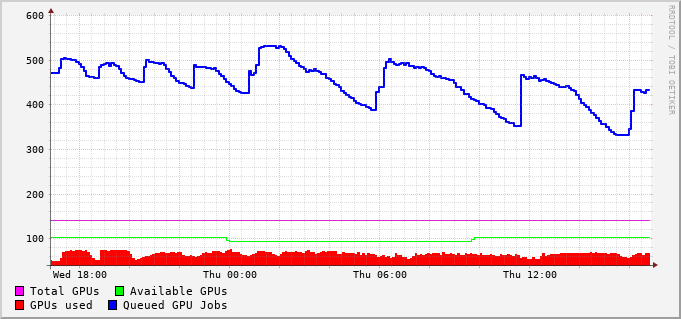 600
500
400
300
200
100
Wed 18:00 Thu 00:00 Thu 06:00 Thu 12:00
Total GPUs Available GPUs
GPUs used Queued GPU Jobs
RRDTOOL / TOBI OETIKER